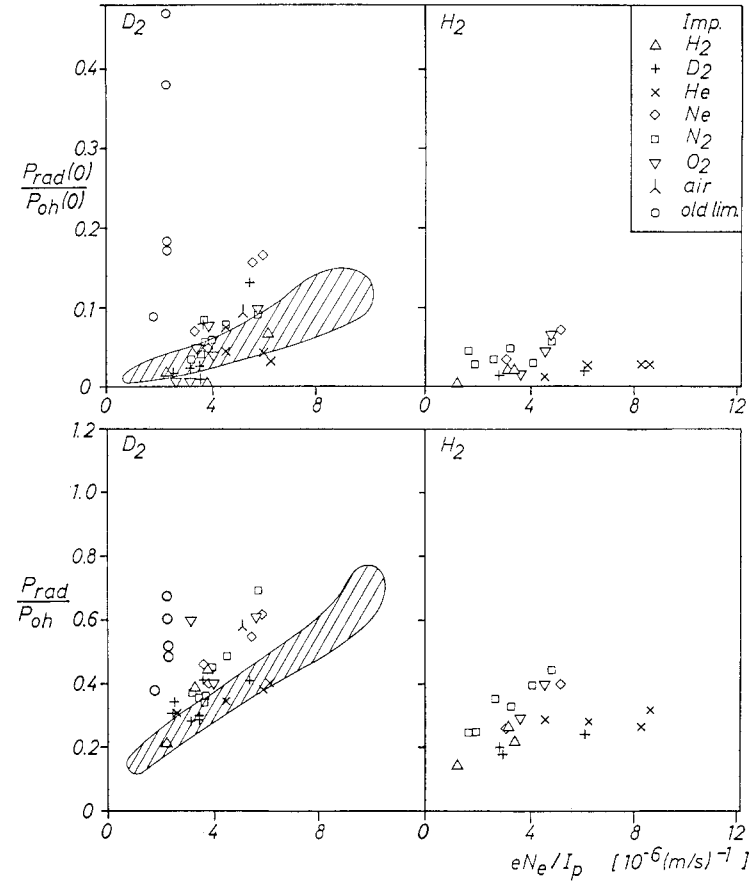 D2
H2
Imp.
H2
D2
He
Ne
N2
O2
air
old lim.
0.4
0.3
0.2
0.1
0
Prad(0)
Poh(0)
0
4
8
0
4
8
12
D2
H2
1.2
1.0
0.8
0.6
0.4
0.2
0
Prad
Poh
0
4
8
0
4
8
12
eNe/Ip [10-6(m/s)-1]